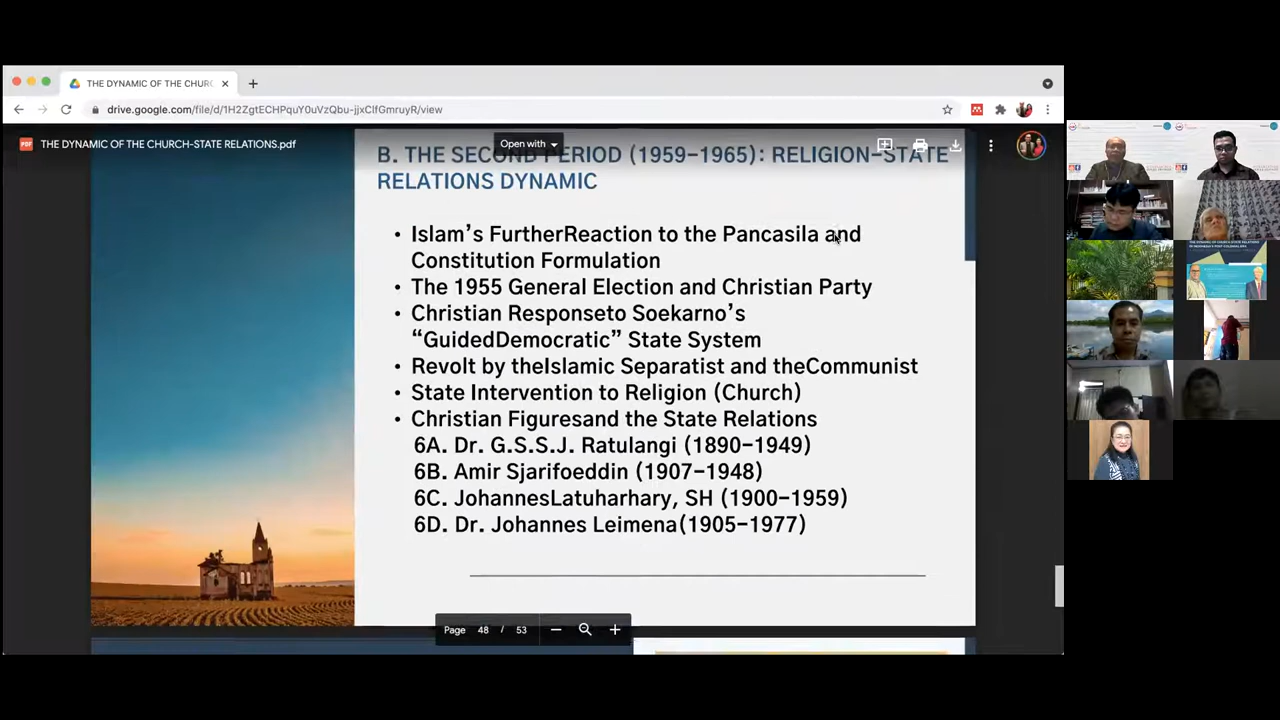 THE DYNAMIC OF THE CHURC
drive.google.com/file/d/1H2ZgtECHPquY0uVzQbu-jjxClfGmruyR/view
PDF
THE DYNAMIC OF THE CHURCH-STATE RELATIONS.pdf
Open with
B. THE SECOND PERIOD (1959-1965): RELIGION-STATE
RELATIONS DYNAMIC
• Islam's FurtherReaction to the Pancasila and
Constitution Formulation
• The 1955 General Election and Christian Party
• Christian Responseto Soekarno's
"GuidedDemocratic" State System
• Revolt by theIslamic Separatist and theCommunist
• State Intervention to Religion (Church)
• Christian Figuresand the State Relations
6A. Dr. G.S.S.J. Ratulangi (1890-1949)
6B. Amir Sjarifoeddin (1907-1948)
6C. JohannesLatuharhary, SH (1900-1959)
6D. Dr. Johannes Leimena(1905-1977)
Page 48 / 53